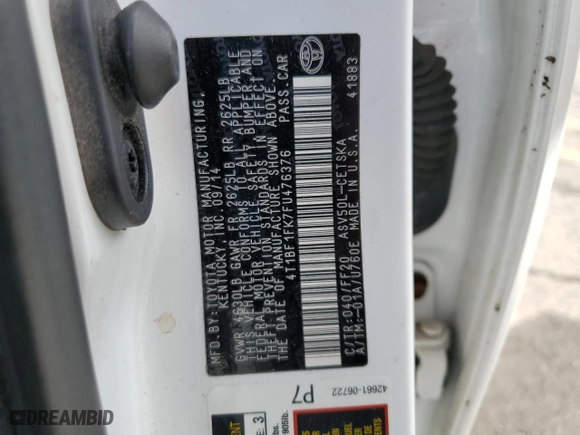 MFD.BY:TOYOTA MOTOR MANUFACTURING,
KENTUCKY, INC. 09/14
GVWR 4630LB GAWR FR 2625LB RR 2625LB
THIS VEHICLE CONFORMS TO ALL APPLICABLE
FEDERAL MOTOR VEHICLE SAFETY, BUMPER, AND
THEFT PREVENTION STANDARDS IN EFFECT ON
THE DATE OF MANUFACTURE SHOWN ABOVE.
4T1BF1FK7FU476376 PASS.CAR
C/TR:040/FF20 ASV50L-CETSKA
A/TM:-01A/U760E MADE IN U.S.A. 41883
42661-06722
P7
3
905lb.
DREAMBID